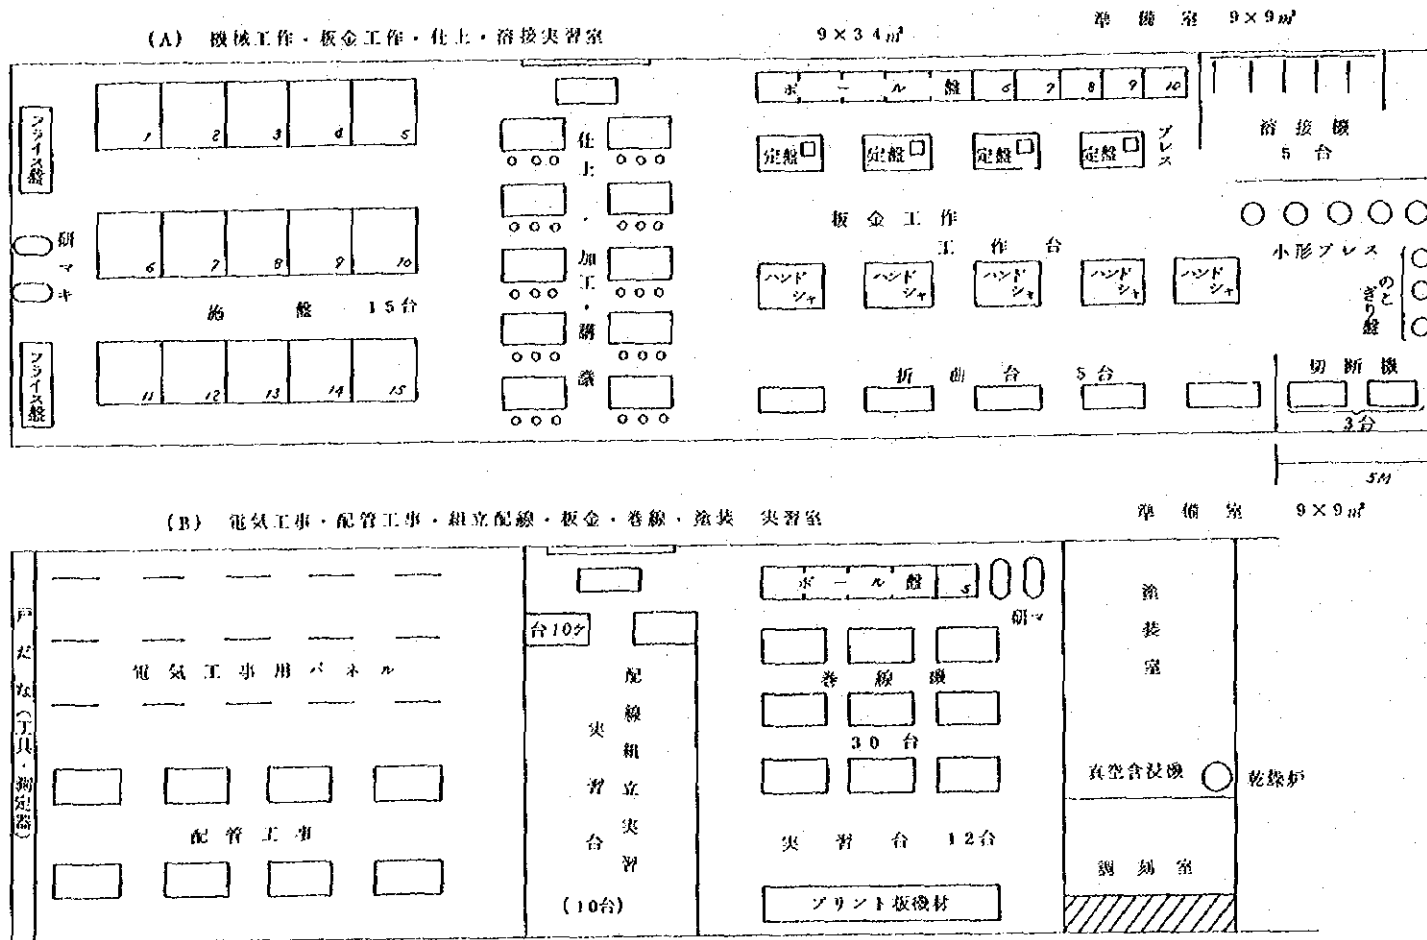 (A) 機械工作・板金工作・仕上・溶接実習室 9×34㎡
準備室 9×9㎡
フライス盤
研マキ
フライス盤
1 2 3 4 5
6 7 8 9 10
施盤 15台
11 12 13 14 15
仕上・加工・講議
ボール盤 6 7 8 9 10
定盤 定盤 定盤 定盤
プレス
板金工作
工作台
ハンドシャ ハンドシャ ハンドシャ ハンドシャ ハンドシャ
折曲台 5台
溶接機
5台
小形プレス
のとぎり盤
切断機
3台
5M
(B) 電気工事・配管工事・組立配線・板金・巻線・塗装 実習室
準備室 9×9㎡
戸だな(工具・測定器)
電気工事用パネル
配管工事
台10ケ
配線組立実習
実習台
(10台)
ボール盤 5
研マ
巻線機
30台
実習台 12台
プリント板機材
塗装室
真空含浸機
乾燥炉
調刻室